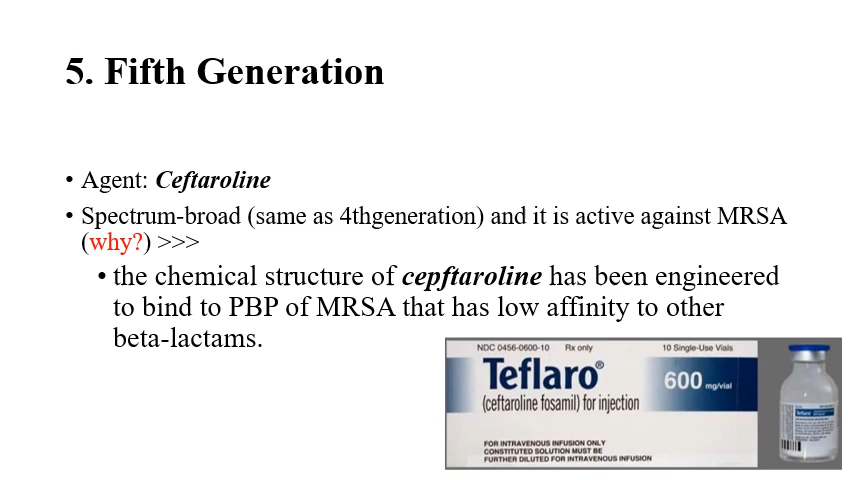 5. Fifth Generation
• Agent: Ceftaroline
• Spectrum-broad (same as 4thgeneration) and it is active against MRSA
(why?) >>>
• the chemical structure of cepftaroline has been engineered
to bind to PBP of MRSA that has low affinity to other
beta-lactams.
NDC 0456-0600-10 Rx only 10 Single-Use Vials
Teflaro®
600 mg/vial
(ceftaroline fosamil) for injection
FOR INTRAVENOUS INFUSION ONLY
CONSTITUTED SOLUTION MUST BE
FURTHER DILUTED FOR INTRAVENOUS INFUSION
Teflaro